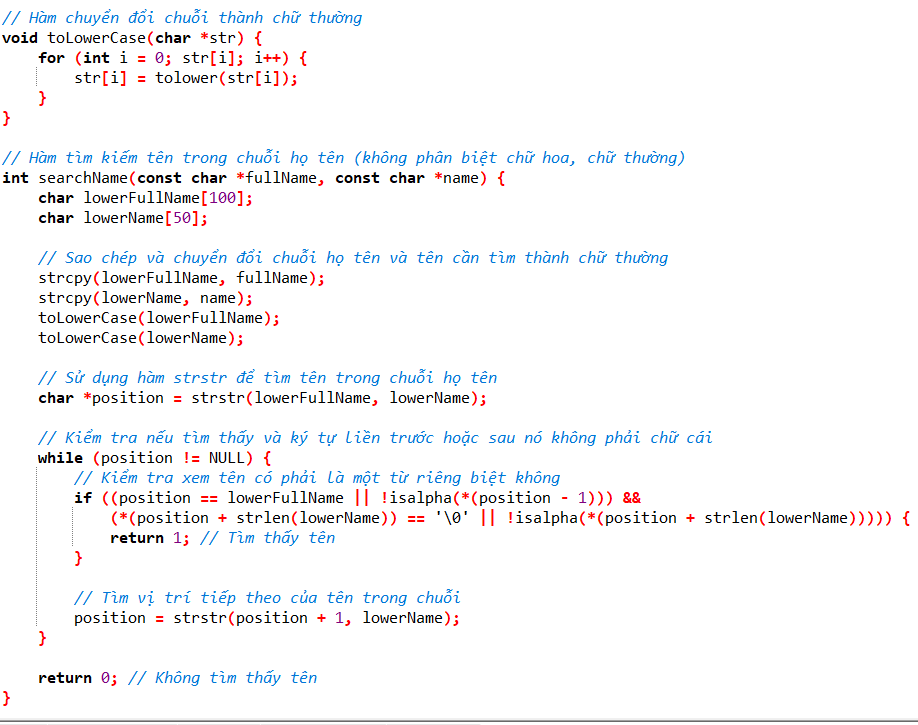 // Hàm chuyển đổi chuỗi thành chữ thường
void toLowerCase(char *str) {
    for (int i = 0; str[i]; i++) {
        str[i] = tolower(str[i]);
    }
}

// Hàm tìm kiếm tên trong chuỗi họ tên (không phân biệt chữ hoa, chữ thường)
int searchName(const char *fullName, const char *name) {
    char lowerFullName[100];
    char lowerName[50];

    // Sao chép và chuyển đổi chuỗi họ tên và tên cần tìm thành chữ thường
    strcpy(lowerFullName, fullName);
    strcpy(lowerName, name);
    toLowerCase(lowerFullName);
    toLowerCase(lowerName);

    // Sử dụng hàm strstr để tìm tên trong chuỗi họ tên
    char *position = strstr(lowerFullName, lowerName);

    // Kiểm tra nếu tìm thấy và ký tự liền trước hoặc sau nó không phải chữ cái
    while (position != NULL) {
        // Kiểm tra xem tên có phải là một từ riêng biệt không
        if ((position == lowerFullName || !isalpha(*(position - 1))) &&
            (*(position + strlen(lowerName)) == '\0' || !isalpha(*(position + strlen(lowerName))))) {
            return 1; // Tìm thấy tên
        }

        // Tìm vị trí tiếp theo của tên trong chuỗi
        position = strstr(position + 1, lowerName);
    }

    return 0; // Không tìm thấy tên
}